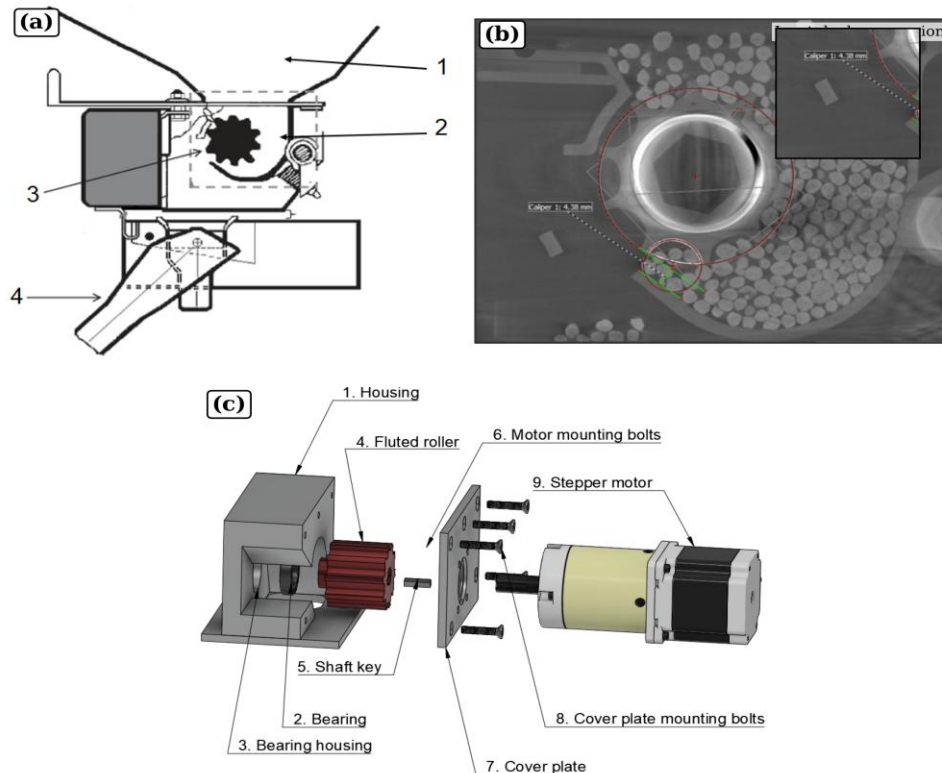 (a)
1
2
3
4
(b)
Caliper 1: 4.38 mm
Caliper 1: 4.38 mm
(c)
1. Housing
4. Fluted roller
6. Motor mounting bolts
9. Stepper motor
5. Shaft key
2. Bearing
8. Cover plate mounting bolts
3. Bearing housing
7. Cover plate